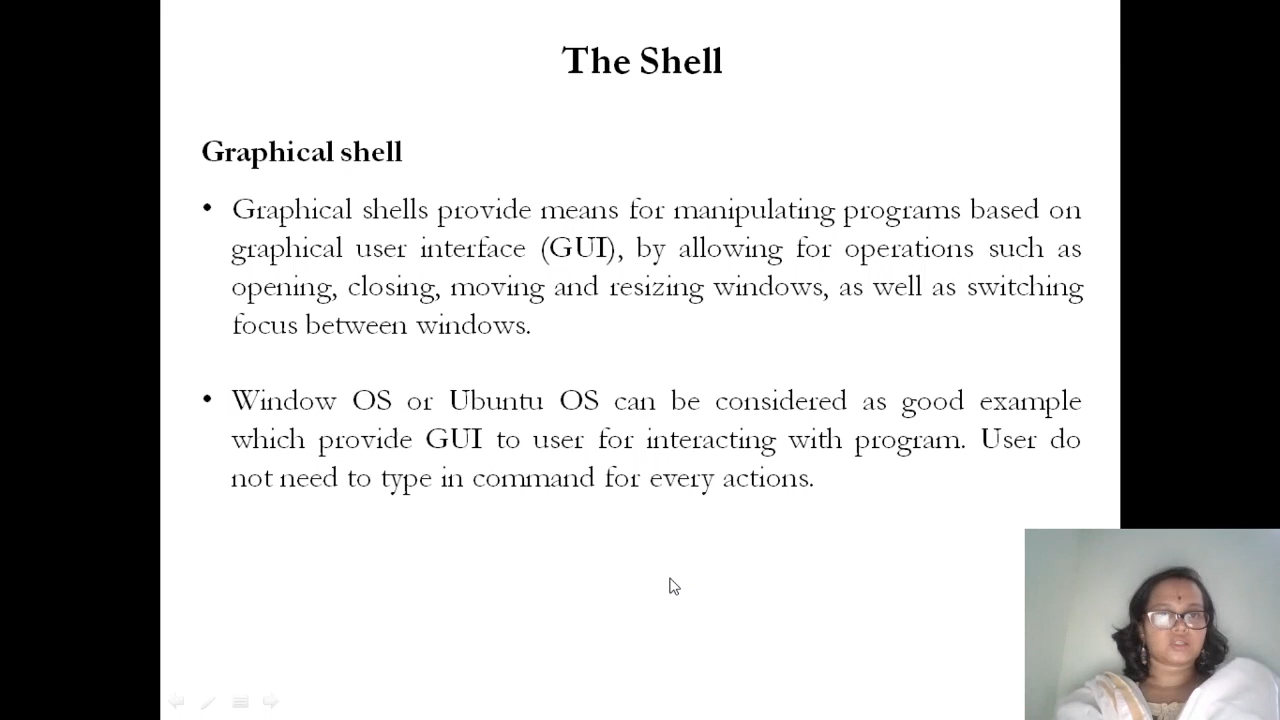 The Shell
Graphical shell
• Graphical shells provide means for manipulating programs based on
graphical user interface (GUI), by allowing for operations such as
opening, closing, moving and resizing windows, as well as switching
focus between windows.
• Window OS or Ubuntu OS can be considered as good example
which provide GUI to user for interacting with program. User do
not need to type in command for every actions.